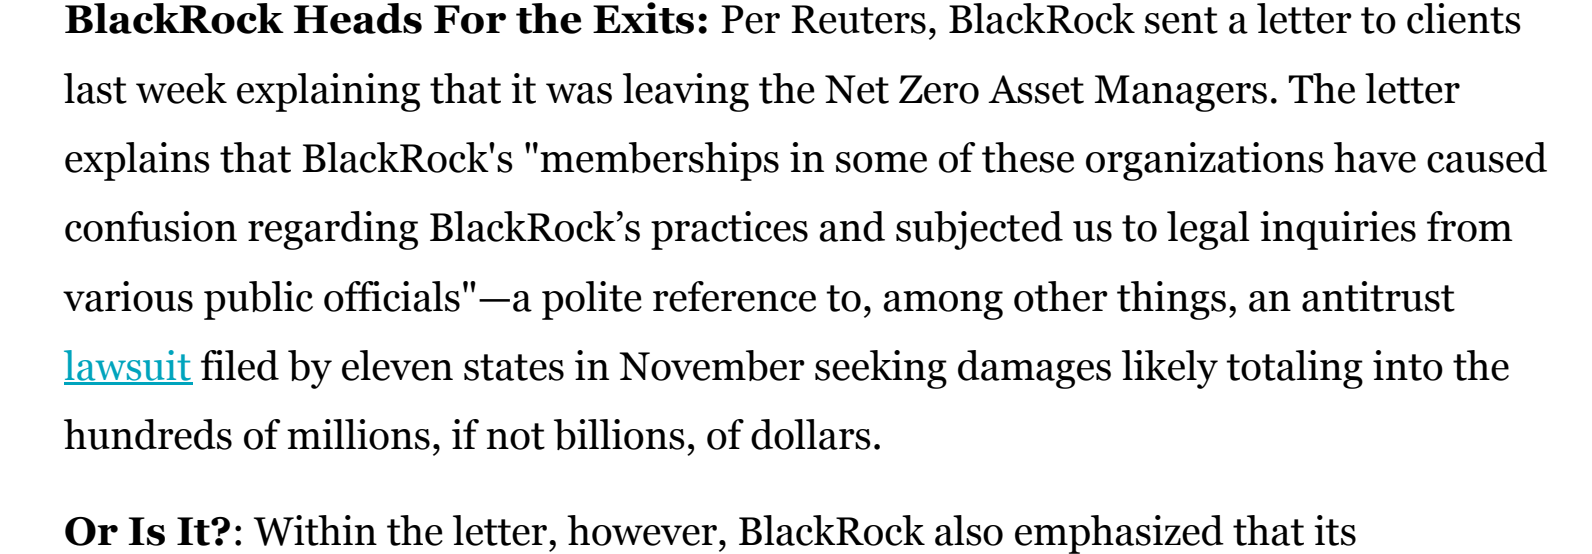 BlackRock Heads For the Exits: Per Reuters, BlackRock sent a letter to clients
last week explaining that it was leaving the Net Zero Asset Managers. The letter
explains that BlackRock's "memberships in some of these organizations have caused
confusion regarding BlackRock’s practices and subjected us to legal inquiries from
various public officials"—a polite reference to, among other things, an antitrust
lawsuit filed by eleven states in November seeking damages likely totaling into the
hundreds of millions, if not billions, of dollars.
Or Is It?: Within the letter, however, BlackRock also emphasized that its